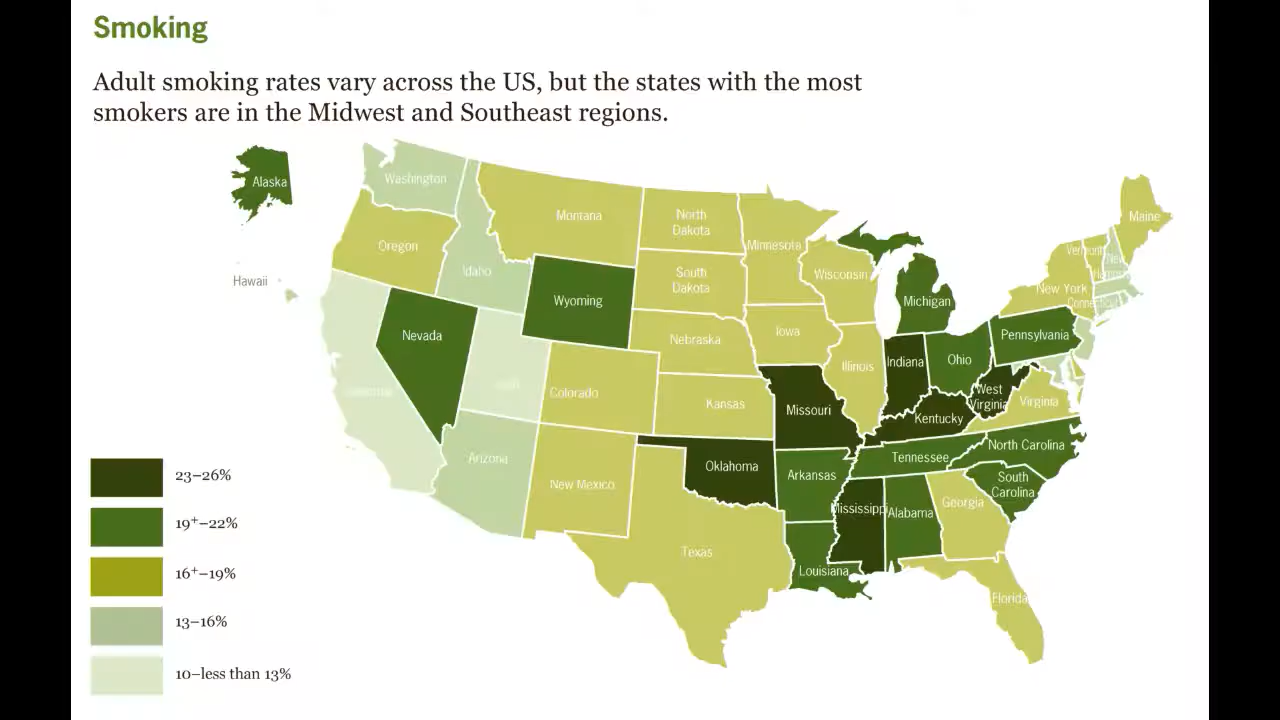 Smoking
Adult smoking rates vary across the US, but the states with the most
smokers are in the Midwest and Southeast regions.
Alaska
Hawaii
Washington
Oregon
Idaho
Montana
Wyoming
Nevada
Utah
Colorado
Arizona
New Mexico
North
Dakota
South
Dakota
Nebraska
Kansas
Oklahoma
Texas
Minnesota
Iowa
Missouri
Arkansas
Louisiana
Wisconsin
Illinois
Michigan
Indiana
Ohio
Kentucky
Tennessee
Mississippi
Alabama
Georgia
Florida
South
Carolina
North Carolina
Virginia
West
Virginia
Pennsylvania
New York
Vermont
New
Connecticut
Maine
23–26%
19+–22%
16+–19%
13–16%
10–less than 13%